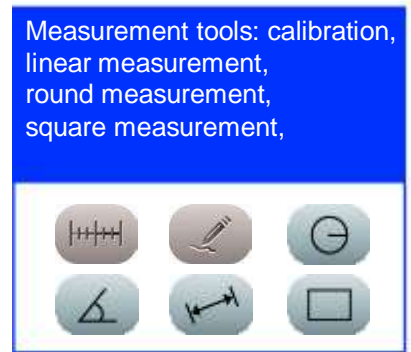 Measurement tools: calibration,
linear measurement,
round measurement,
square measurement,